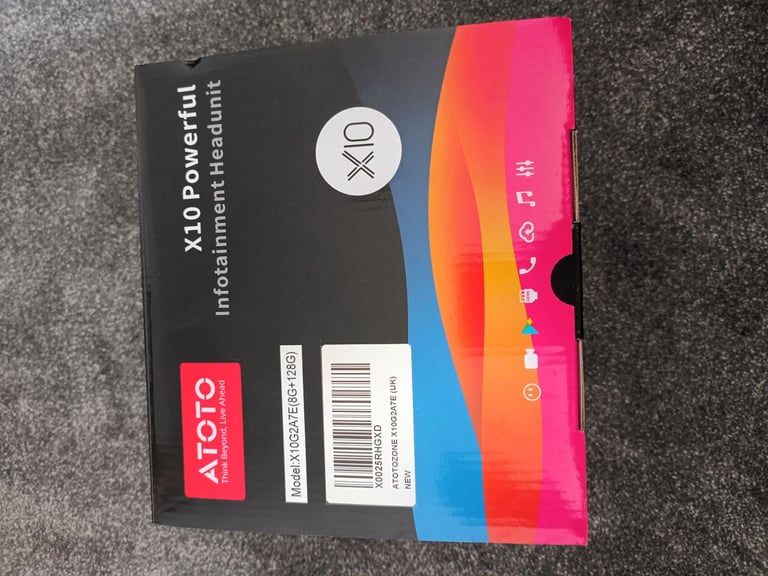 ATOTO
Think Beyond, Live Ahead
X10 Powerful
Infotainment Headunit
X10
Model:X10G2A7E(8G+128G)
X0025RHGXD
ATOTOZONE X10G2A7E (UK)
NEW